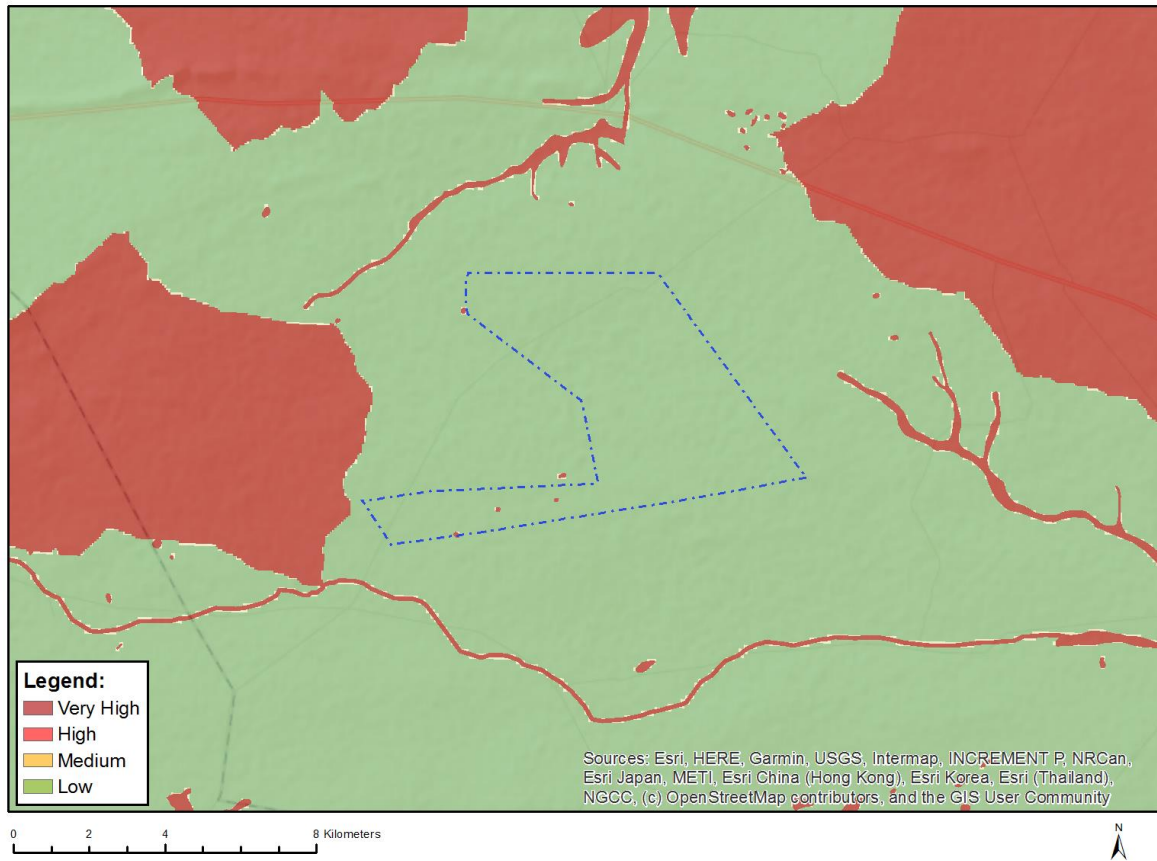 Legend:
Very High
High
Medium
Low
Sources: Esri, HERE, Garmin, USGS, Intermap, INCREMENT P, NRCan,
Esri Japan, METI, Esri China (Hong Kong), Esri Korea, Esri (Thailand),
NGCC, (c) OpenStreetMap contributors, and the GIS User Community
0 2 4 8 Kilometers
N